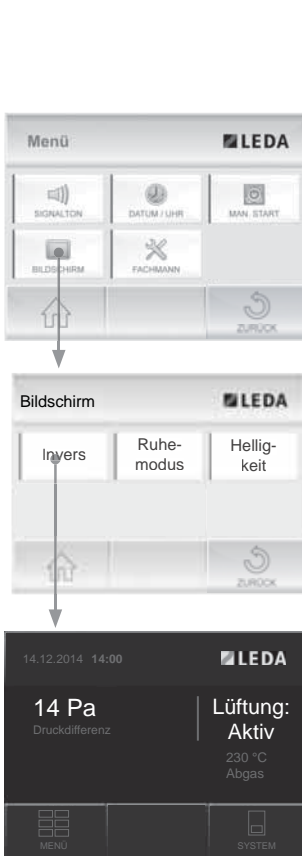 Menü LEDA
SIGNALTON DATUM / UHR MAN. START
BILDSCHIRM FACHMANN
ZURÜCK
Bildschirm LEDA
Invers Ruhe- Hellig-
modus keit
ZURÜCK
14.12.2014 14:00 LEDA
14 Pa Lüftung:
Druckdifferenz Aktiv
230 °C
Abgas
MENÜ SYSTEM